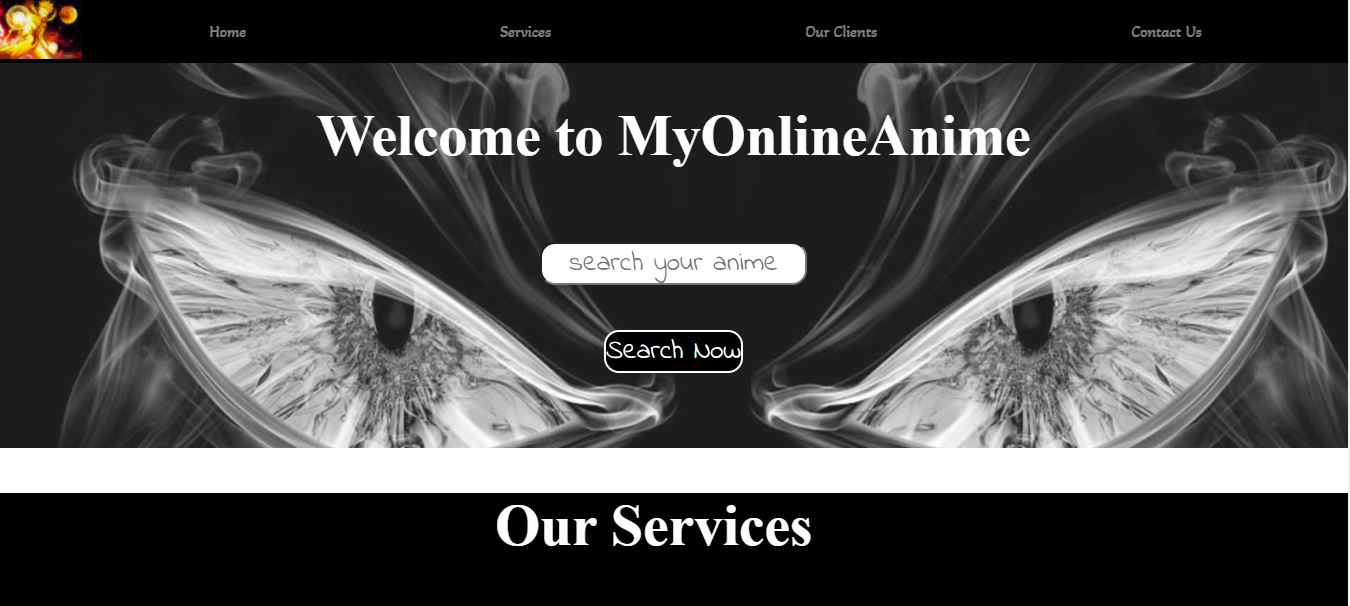 Home Services Our Clients Contact Us
Welcome to MyOnlineAnime
search your anime
Search Now
Our Services